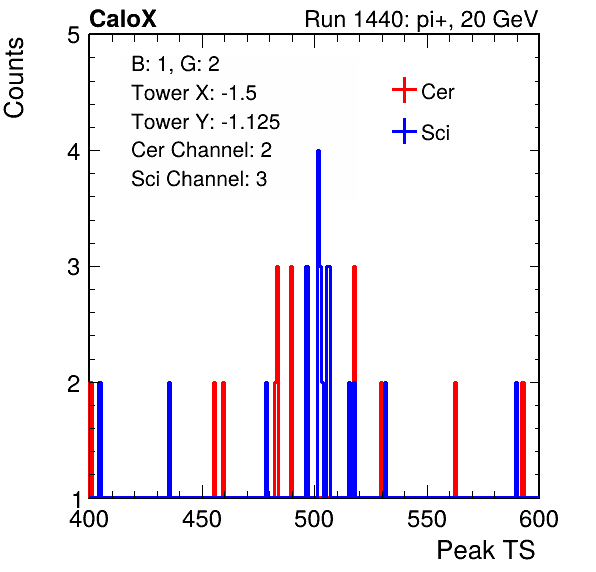 CaloX Run 1440: pi+, 20 GeV
Counts
B: 1, G: 2
Tower X: -1.5
Tower Y: -1.125
Cer Channel: 2
Sci Channel: 3
Cer
Sci
5
4
3
2
1
400 450 500 550 600
Peak TS